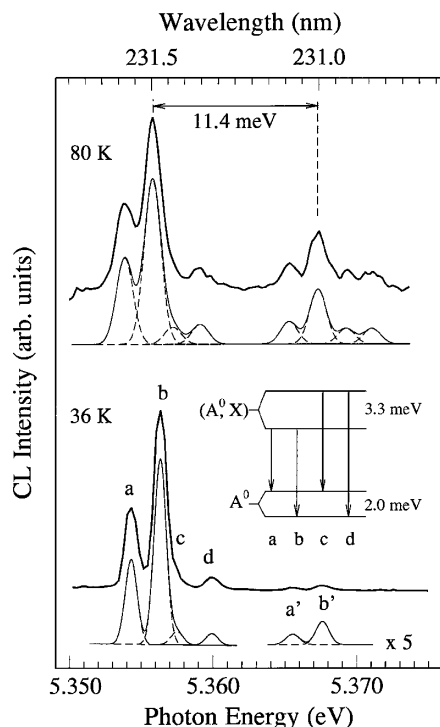 Wavelength (nm)
231.5 231.0
11.4 meV
80 K
CL Intensity (arb. units)
36 K
b
a
c
d
(A⁰, X)
3.3 meV
A⁰
2.0 meV
a b c d
a' b'
x 5
5.350 5.360 5.370
Photon Energy (eV)